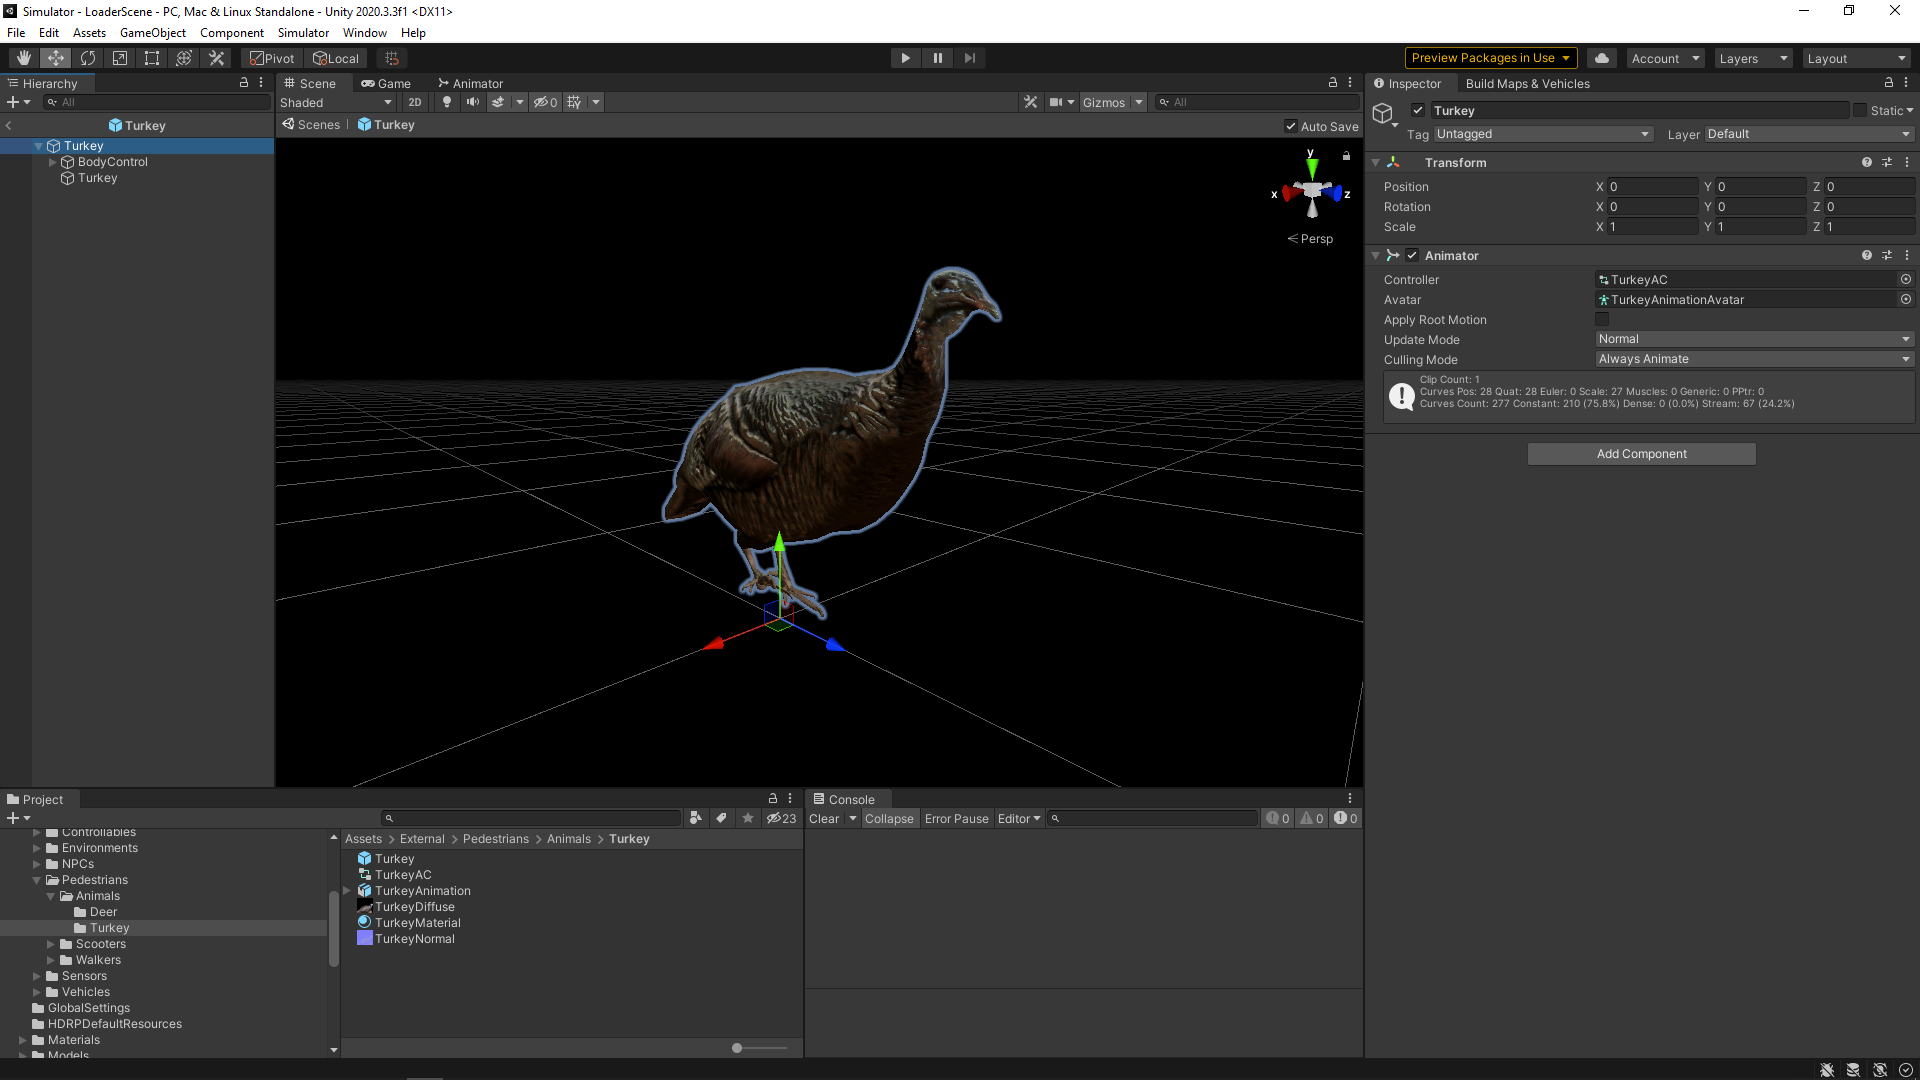 Simulator - LoaderScene - PC, Mac & Linux Standalone - Unity 2020.3.3f1 <DX11>
File Edit Assets GameObject Component Simulator Window Help
Pivot Local Preview Packages in Use Account Layers Layout
Hierarchy
All
Turkey
Turkey
BodyControl
Turkey
Scene Game Animator
Shaded 2D 0 Gizmos All
Scenes Turkey Auto Save
y
x z
Persp
Inspector Build Maps & Vehicles
Turkey Static
Tag Untagged Layer Default
Transform
Position X 0 Y 0 Z 0
Rotation X 0 Y 0 Z 0
Scale X 1 Y 1 Z 1
Animator
Controller TurkeyAC
Avatar TurkeyAnimationAvatar
Apply Root Motion
Update Mode Normal
Culling Mode Always Animate
Clip Count: 1
Curves Pos: 28 Quat: 28 Euler: 0 Scale: 27 Muscles: 0 Generic: 0 PPtr: 0
Curves Count: 277 Constant: 210 (75.8%) Dense: 0 (0.0%) Stream: 67 (24.2%)
Add Component
Project
23
Controllables
Environments
NPCs
Pedestrians
Animals
Deer
Turkey
Scooters
Walkers
Sensors
Vehicles
GlobalSettings
HDRPDefaultResources
Materials
Models
Assets > External > Pedestrians > Animals > Turkey
Turkey
TurkeyAC
TurkeyAnimation
TurkeyDiffuse
TurkeyMaterial
TurkeyNormal
Console
Clear Collapse Error Pause Editor 0 0 0